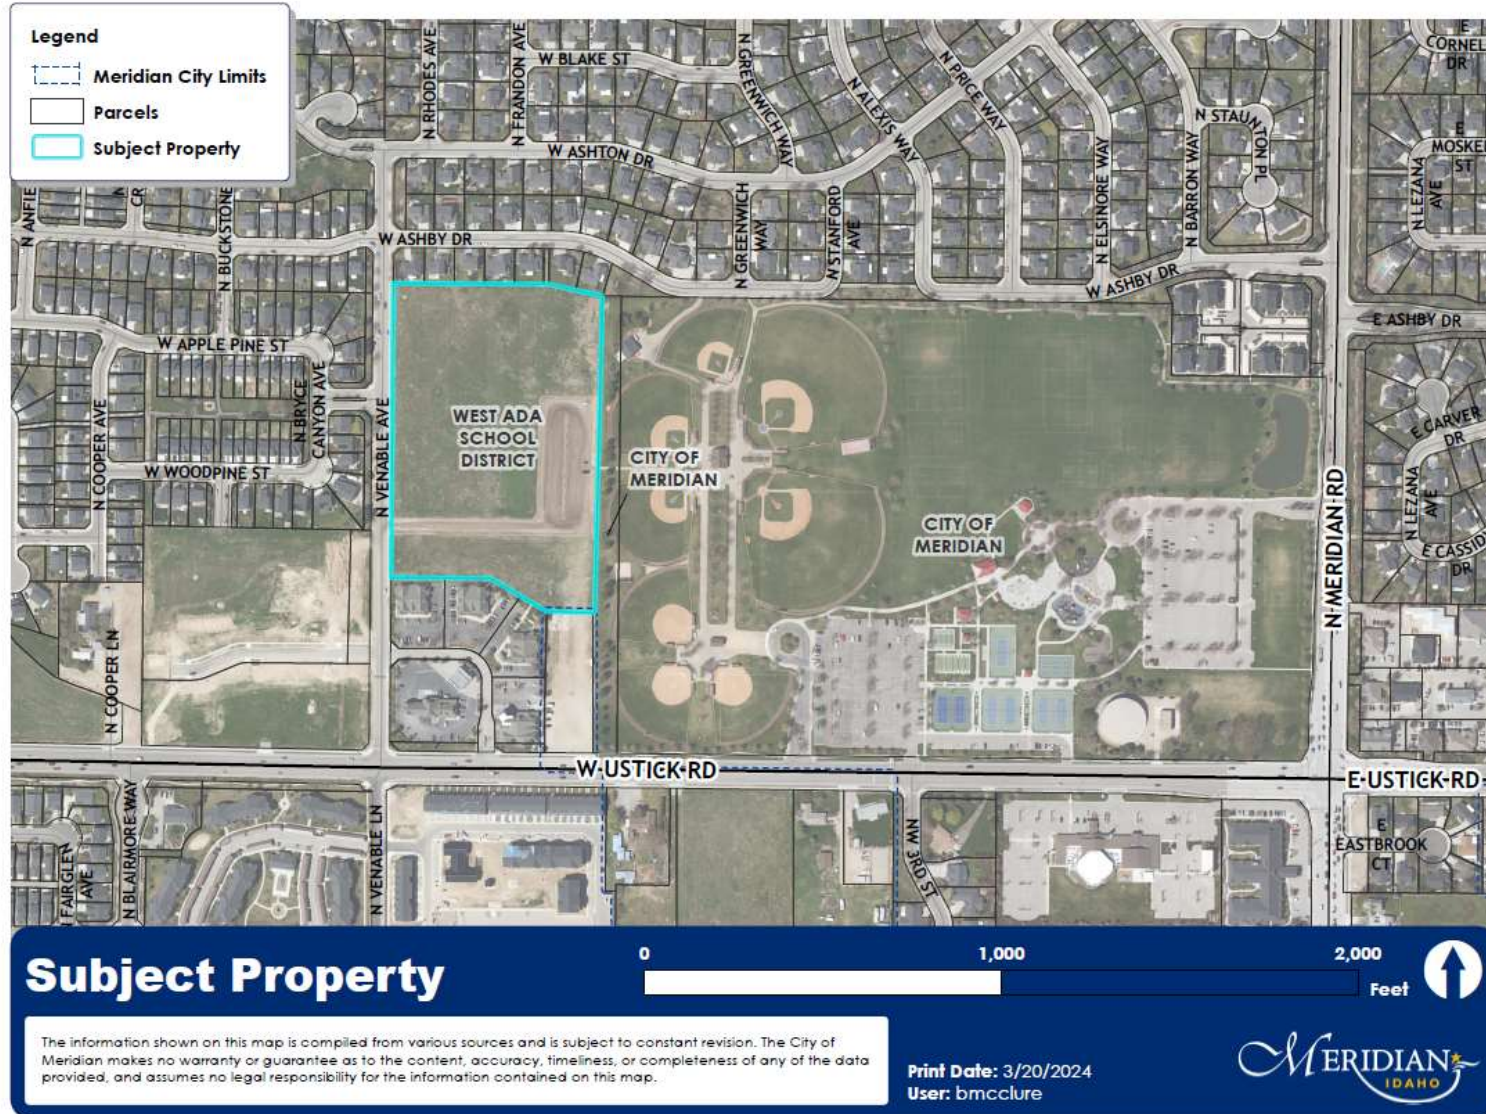 Legend
Meridian City Limits
Parcels
Subject Property
N RHODES AVE
N FRANDON AVE
W BLAKE ST
N GREENWICH WAY
N ALEXIS WAY
N PRICE WAY
E
CORNEL
DR
N STAUNTON PL
W ASHTON DR
E
MOSKE
ST
N LEZANA
AVE
N ANFIE
N
CR
N BUCKSTONE
W ASHBY DR
N GREENWICH
WAY
N STANFORD
AVE
N ELSINORE WAY
N BARRON WAY
W ASHBY DR
E ASHBY DR
W APPLE PINE ST
N BRYCE
CANYON AVE
N COOPER AVE
W WOODPINE ST
N VENABLE AVE
WEST ADA
SCHOOL
DISTRICT
CITY OF
MERIDIAN
CITY OF
MERIDIAN
N MERIDIAN RD
E CARVER
DR
N LEZANA
AVE
E CASSID
DR
N COOPER LN
W USTICK RD
E USTICK RD
N FAIRGLEN
AVE
N BLAIRMORE WAY
N VENABLE LN
NW 3RD ST
E
EASTBROOK
CT
Subject Property
0 1,000 2,000
Feet
The information shown on this map is compiled from various sources and is subject to constant revision. The City of
Meridian makes no warranty or guarantee as to the content, accuracy, timeliness, or completeness of any of the data
provided, and assumes no legal responsibility for the information contained on this map.
Print Date: 3/20/2024
User: bmcclure
MERIDIAN
IDAHO